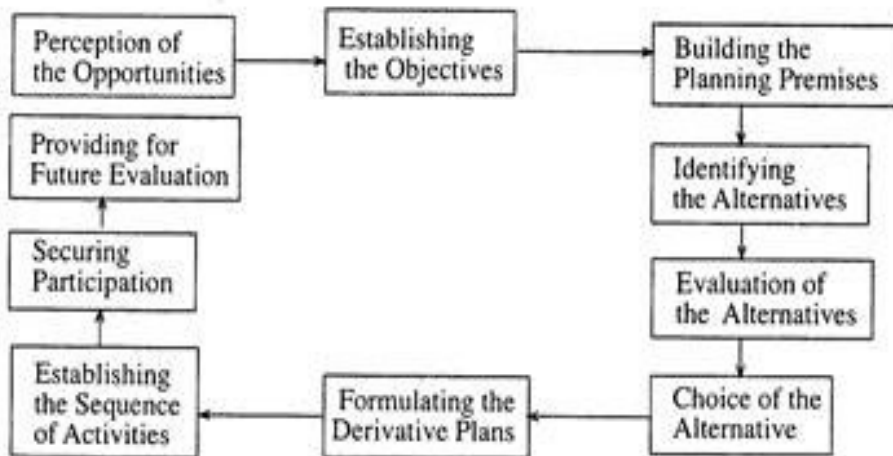 Perception of
the Opportunities
Establishing
the Objectives
Building the
Planning Premises
Identifying
the Alternatives
Evaluation of
the Alternatives
Choice of the
Alternative
Formulating the
Derivative Plans
Establishing
the Sequence
of Activities
Securing
Participation
Providing for
Future Evaluation